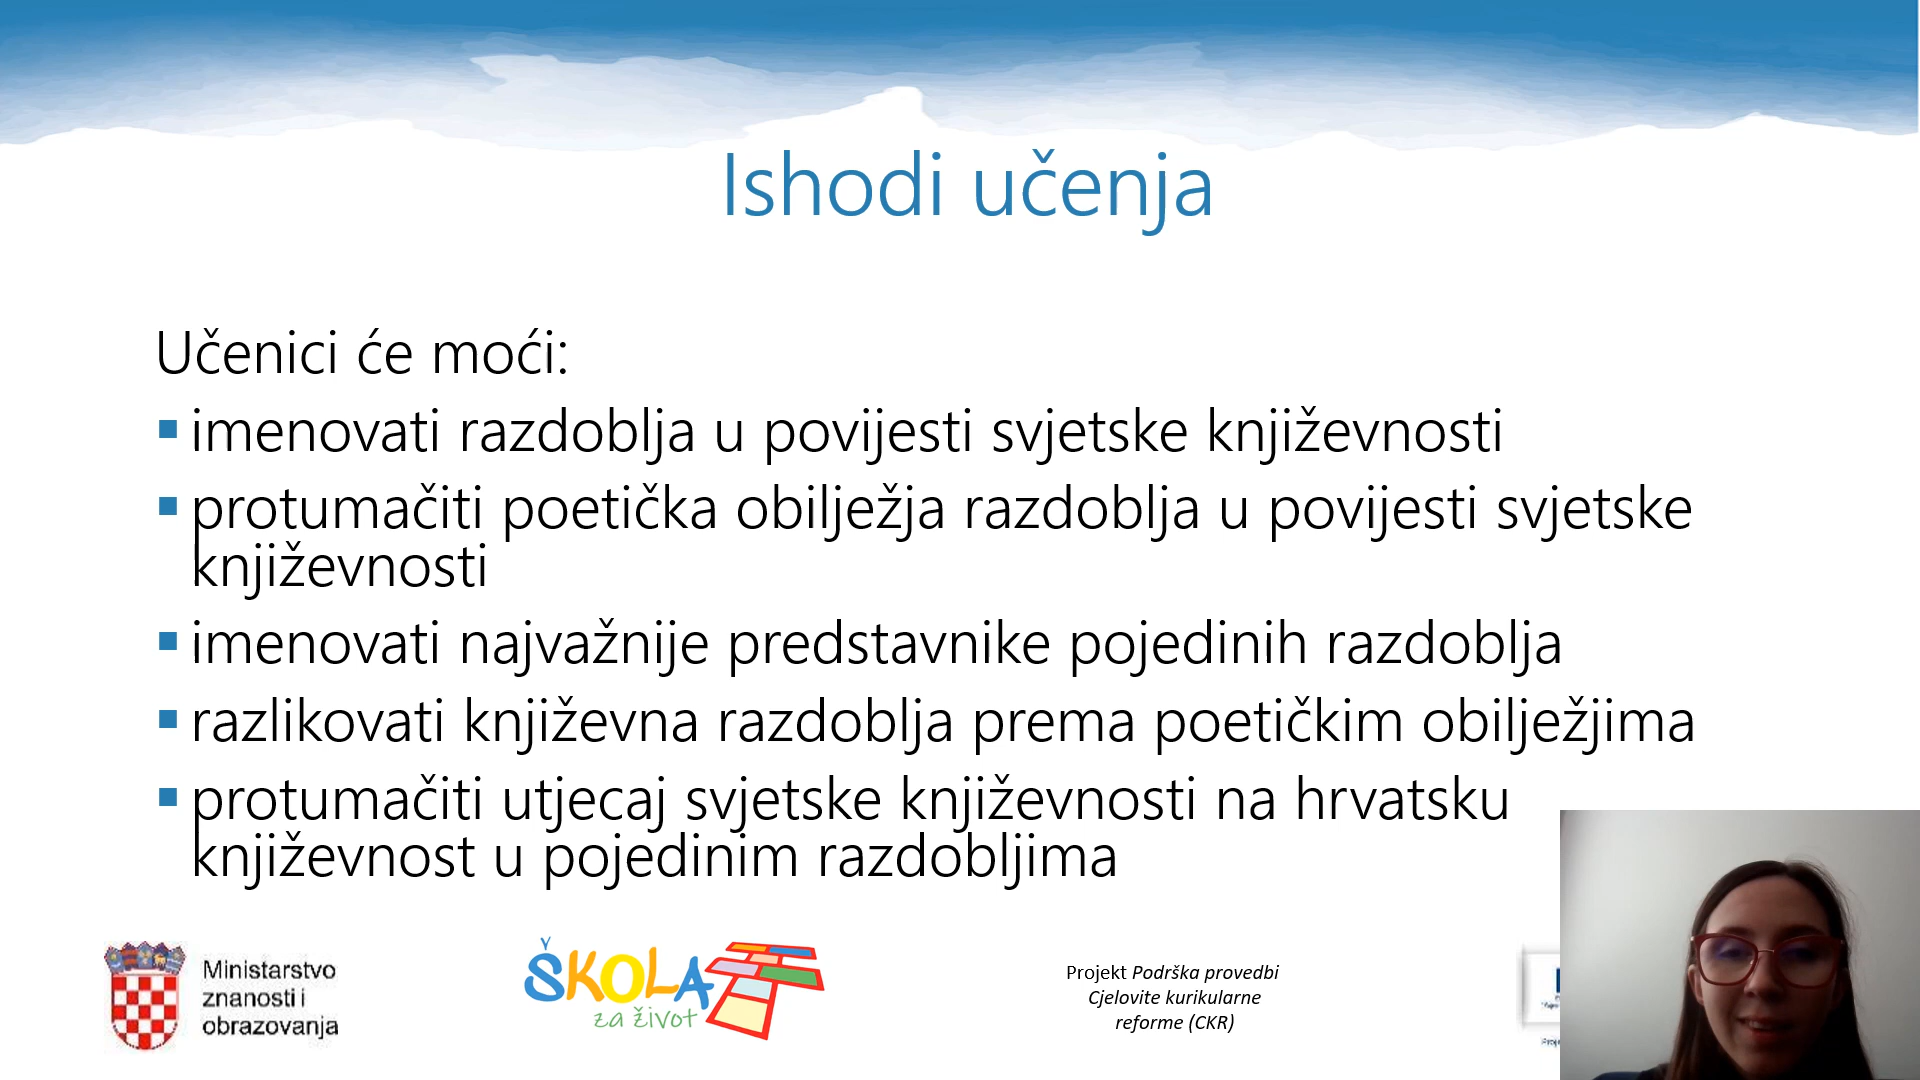 Ishodi učenja
Učenici će moći:
imenovati razdoblja u povijesti svjetske književnosti
protumačiti poetička obilježja razdoblja u povijesti svjetske
književnosti
imenovati najvažnije predstavnike pojedinih razdoblja
razlikovati književna razdoblja prema poetičkim obilježjima
protumačiti utjecaj svjetske književnosti na hrvatsku
književnost u pojedinim razdobljima
Ministarstvo
znanosti i
obrazovanja
ŠKOLA
za život
Projekt Podrška provedbi
Cjelovite kurikularne
reforme (CKR)